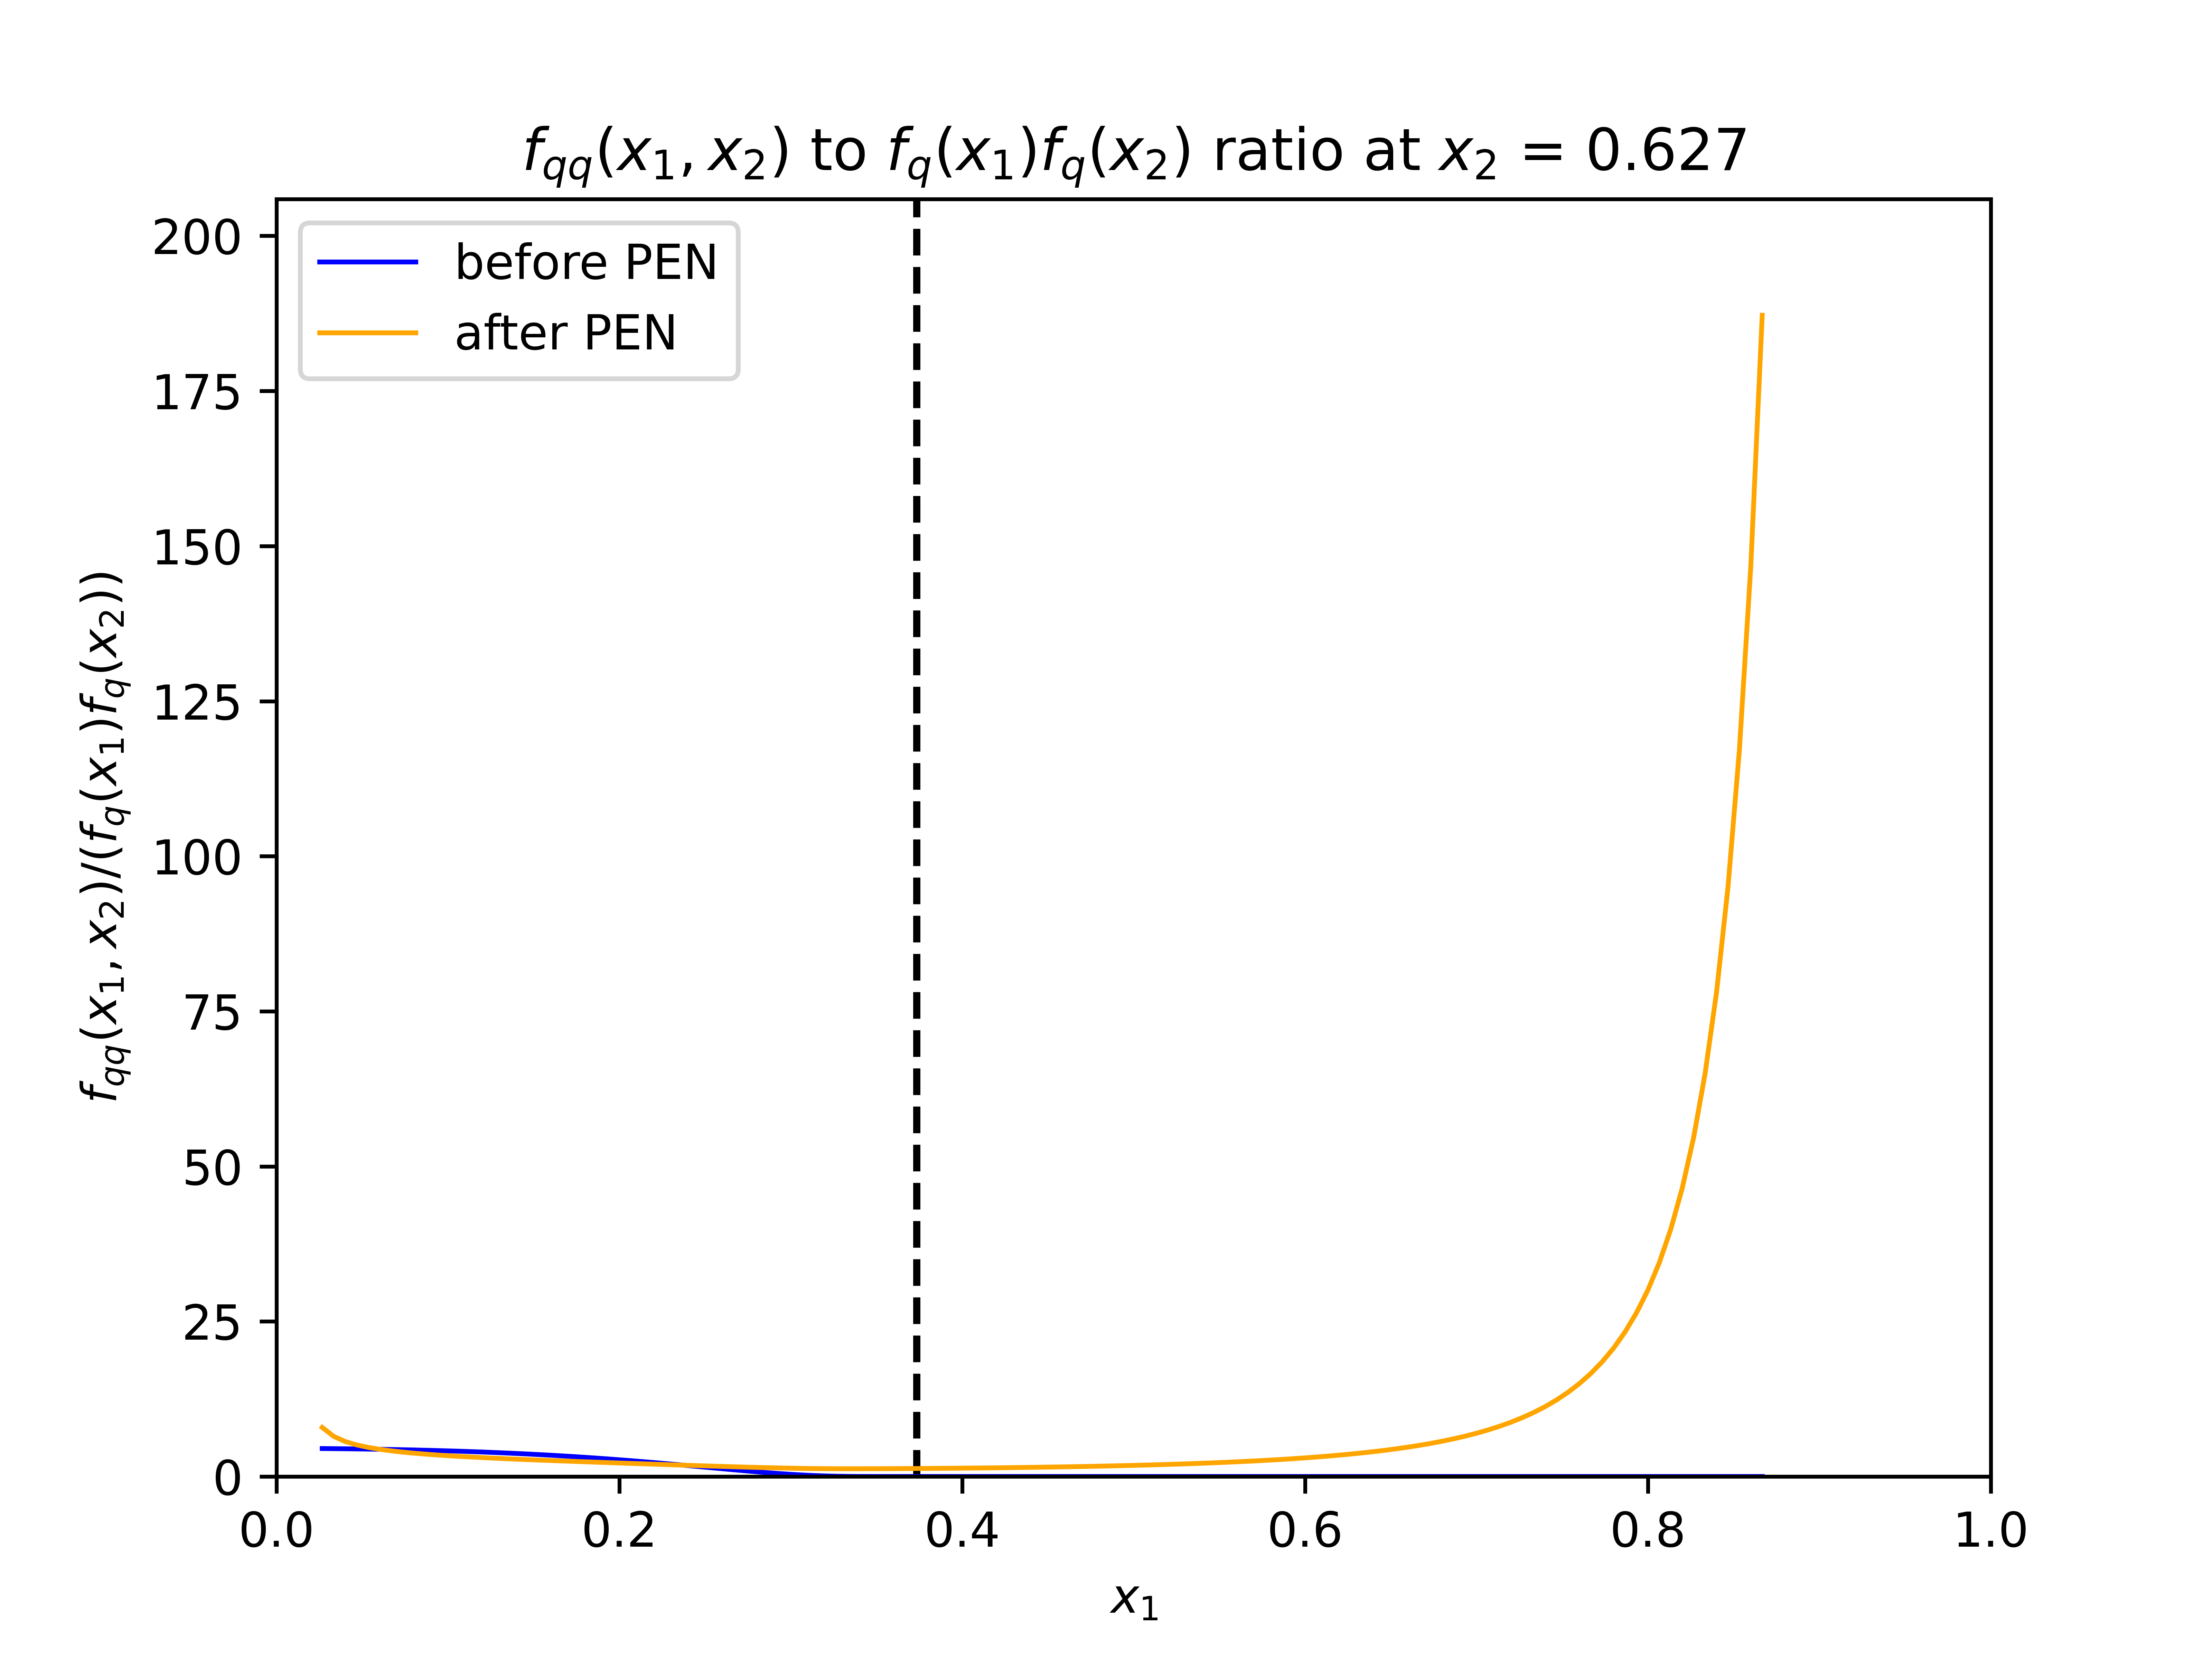 f_qq(x_1, x_2) to f_q(x_1)f_q(x_2) ratio at x_2 = 0.627
before PEN
after PEN
f_qq(x_1, x_2)/(f_q(x_1)f_q(x_2))
200
175
150
125
100
75
50
25
0
0.0 0.2 0.4 0.6 0.8 1.0
x_1